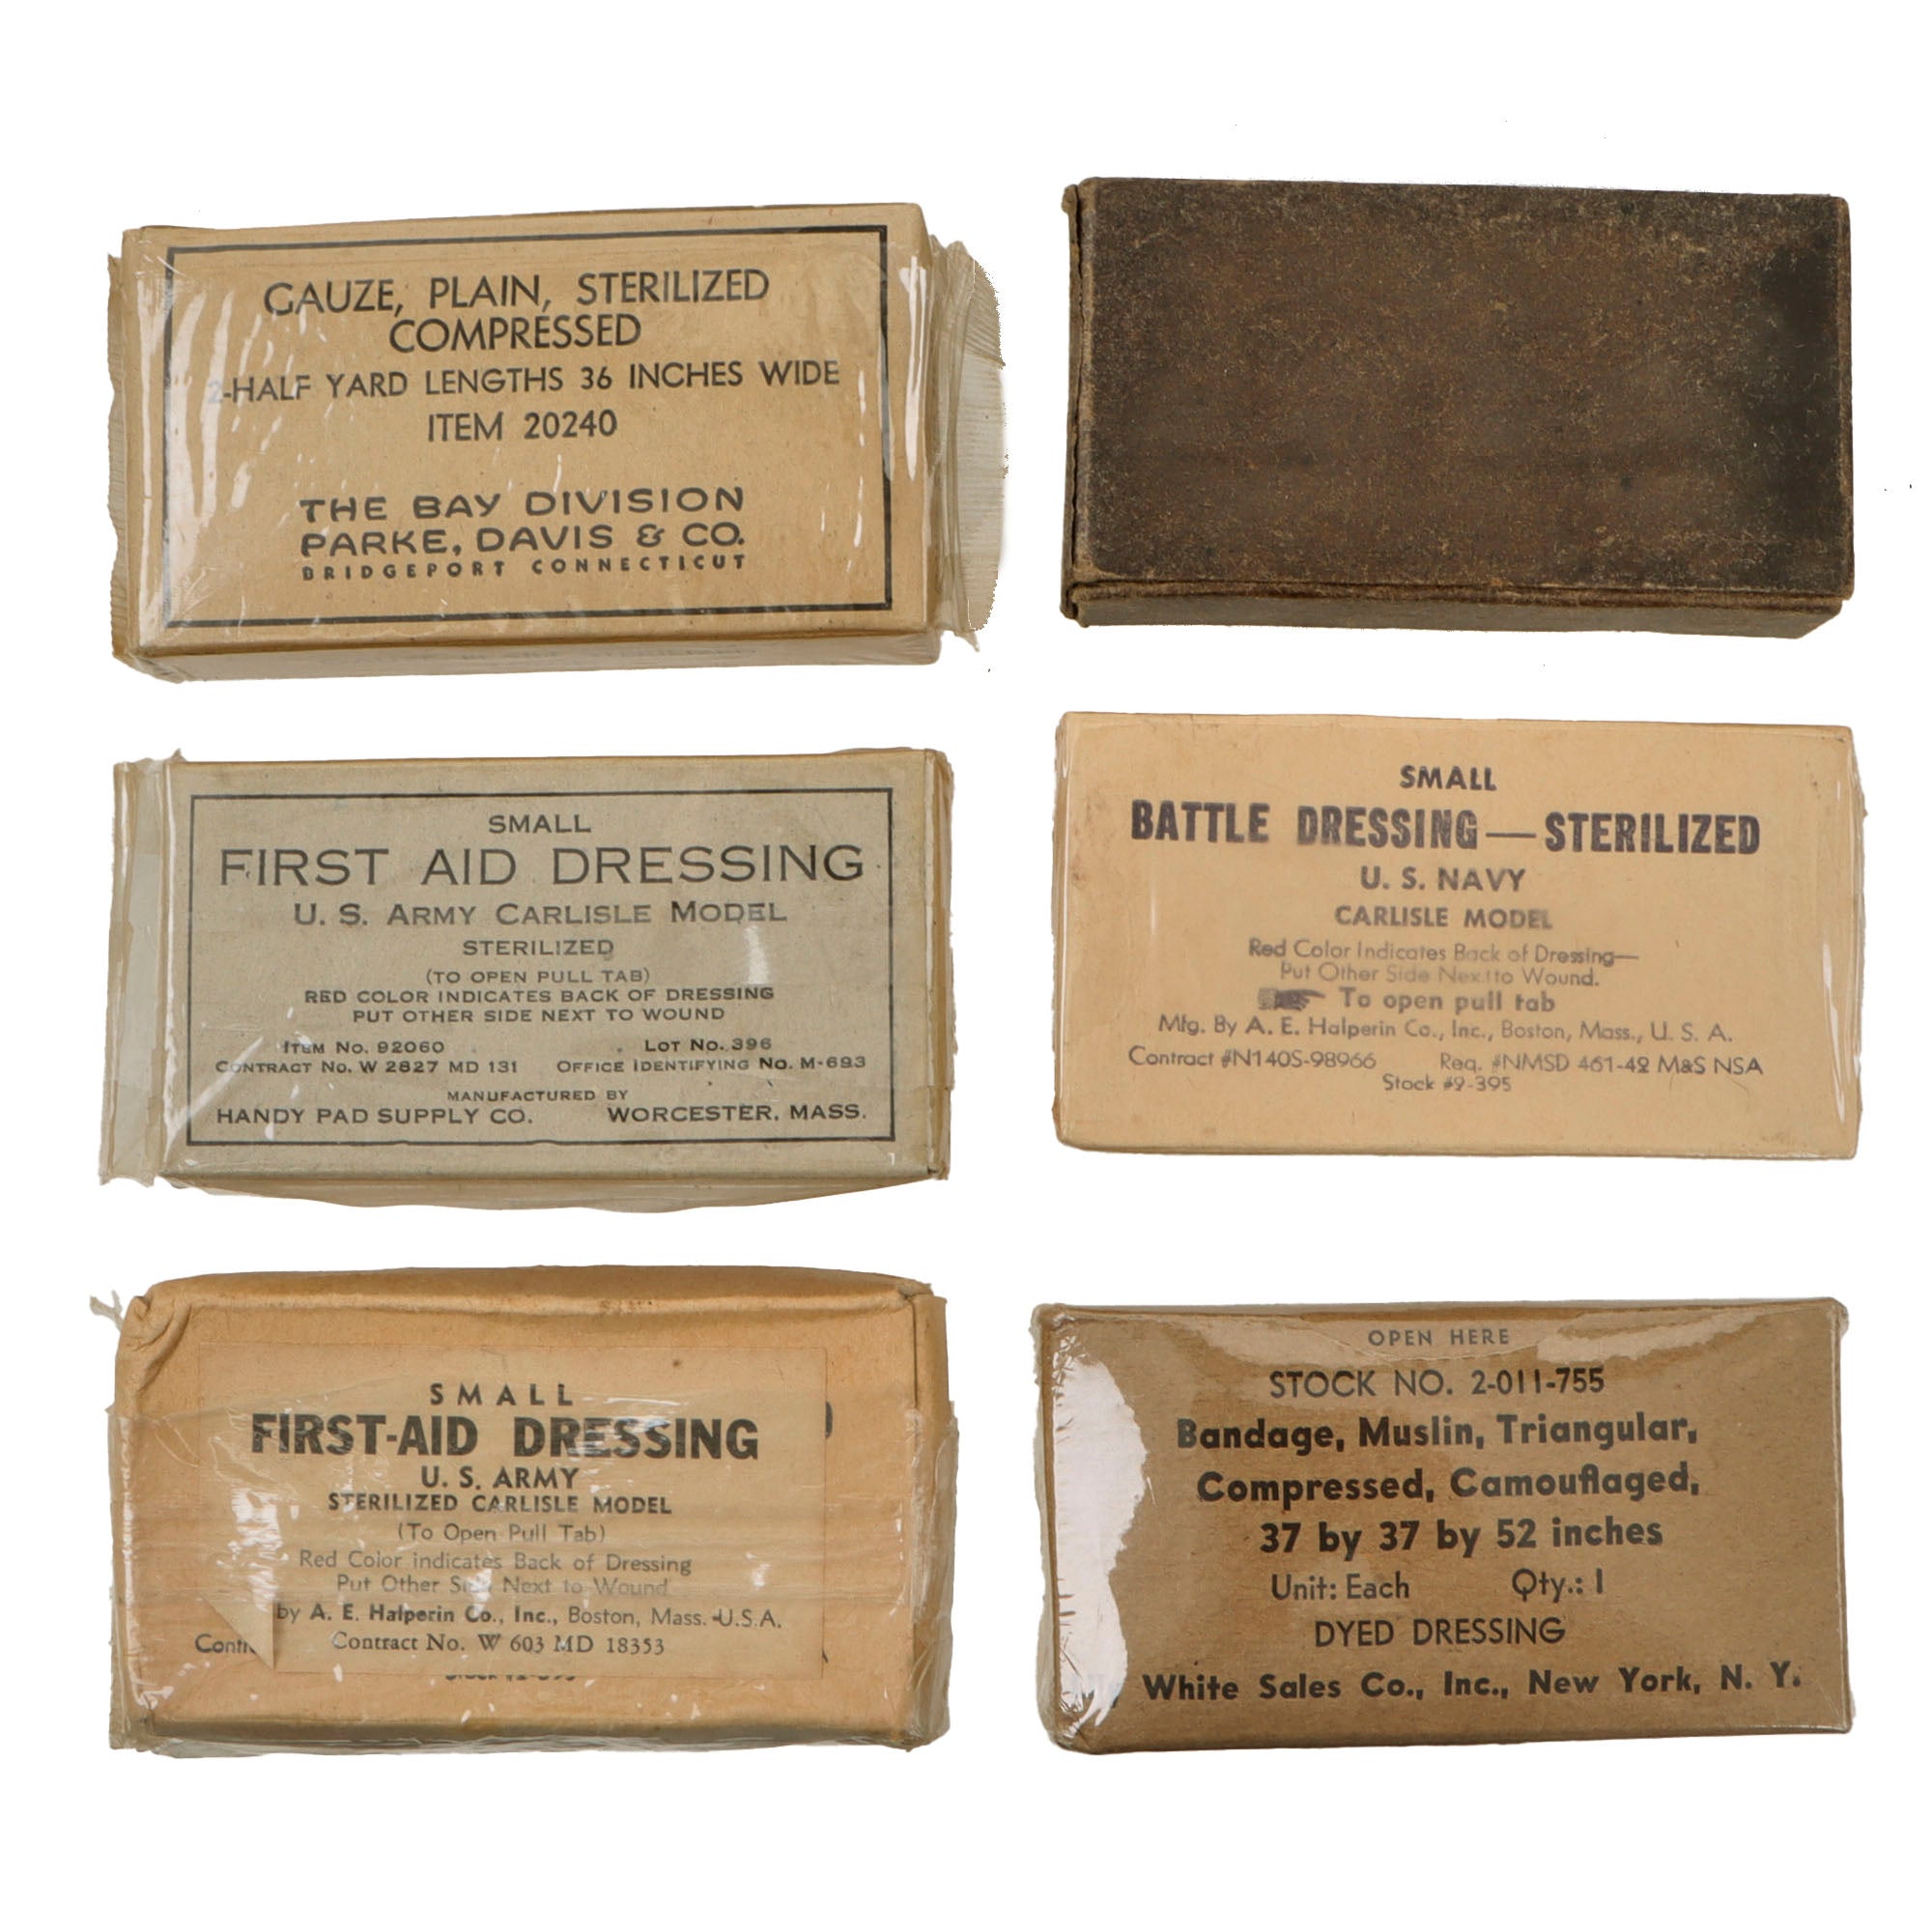 GAUZE, PLAIN, STERILIZED
COMPRESSED
2-HALF YARD LENGTHS 36 INCHES WIDE
ITEM 20240
THE BAY DIVISION
PARKE, DAVIS & CO.
BRIDGEPORT CONNECTICUT
SMALL
FIRST AID DRESSING
U. S. ARMY CARLISLE MODEL
STERILIZED
(TO OPEN PULL TAB)
RED COLOR INDICATES BACK OF DRESSING
PUT OTHER SIDE NEXT TO WOUND
ITEM NO. 92060 LOT NO. 396
CONTRACT NO. W 2827 MD 131 OFFICE IDENTIFYING NO. M-693
MANUFACTURED BY
HANDY PAD SUPPLY CO. WORCESTER, MASS.
SMALL
BATTLE DRESSING—STERILIZED
U. S. NAVY
CARLISLE MODEL
Red Color Indicates Back of Dressing—
Put Other Side Next to Wound.
To open pull tab
Mfg. By A. E. Halperin Co., Inc., Boston, Mass., U. S. A.
Contract #N140S-98966 Req. #NMSD 461-42 M&S NSA
Stock #2-395
SMALL
FIRST-AID DRESSING
U. S. ARMY
STERILIZED CARLISLE MODEL
(To Open Pull Tab)
Red Color indicates Back of Dressing
Put Other Side Next to Wound
by A. E. Halperin Co., Inc., Boston, Mass. U.S.A.
Contract No. W 603 MD 18353
OPEN HERE
STOCK NO. 2-011-755
Bandage, Muslin, Triangular,
Compressed, Camouflaged,
37 by 37 by 52 inches
Unit: Each Qty.: 1
DYED DRESSING
White Sales Co., Inc., New York, N. Y.